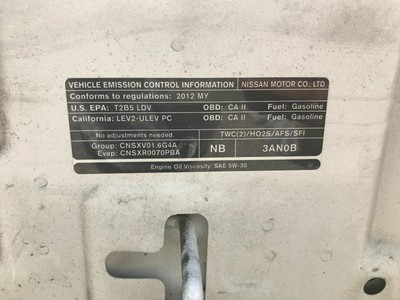 VEHICLE EMISSION CONTROL INFORMATION NISSAN MOTOR CO., LTD
Conforms to regulations: 2012 MY
U.S. EPA: T2B5 LDV OBD: CA II Fuel: Gasoline
California: LEV2-ULEV PC OBD: CA II Fuel: Gasoline
No adjustments needed. TWC(2)/HO2S/AFS/SFI
Group: CNSXV01.6G4A
Evap: CNSXR0070PBA NB 3AN0B
Engine Oil Viscosity: SAE 5W-30